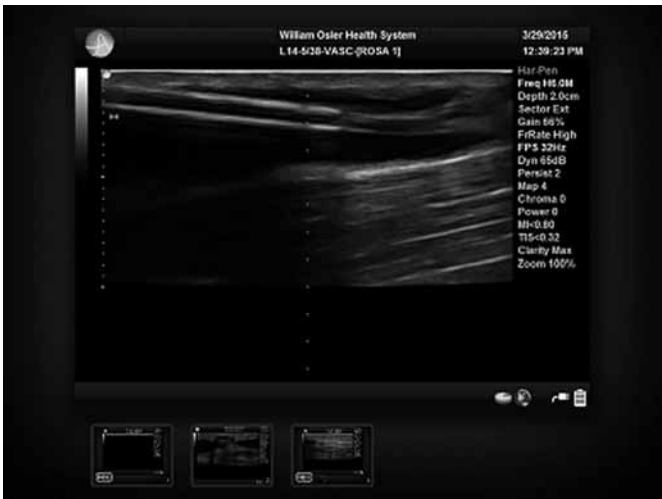 William Osler Health System
3/29/2015
L14-5/38-VASC-[ROSA 1]
12:39:23 PM
Har-Pen
Freq H6.0M
Depth 2.0cm
Sector Ext
Gain 66%
FrRate High
FPS 32Hz
Dyn 65dB
Persist 2
Map 4
Chroma 0
Power 0
MI<0.80
TIS<0.32
Clarity Max
Zoom 100%